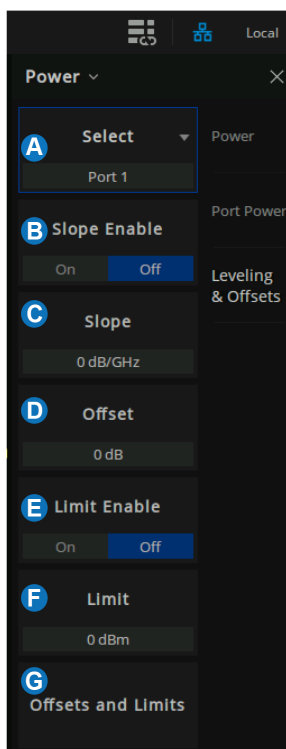 Local
Power
A
Select
Port 1
B
Slope Enable
On Off
C
Slope
0 dB/GHz
D
Offset
0 dB
E
Limit Enable
On Off
F
Limit
0 dBm
G
Offsets and Limits
Power
Port Power
Leveling
& Offsets